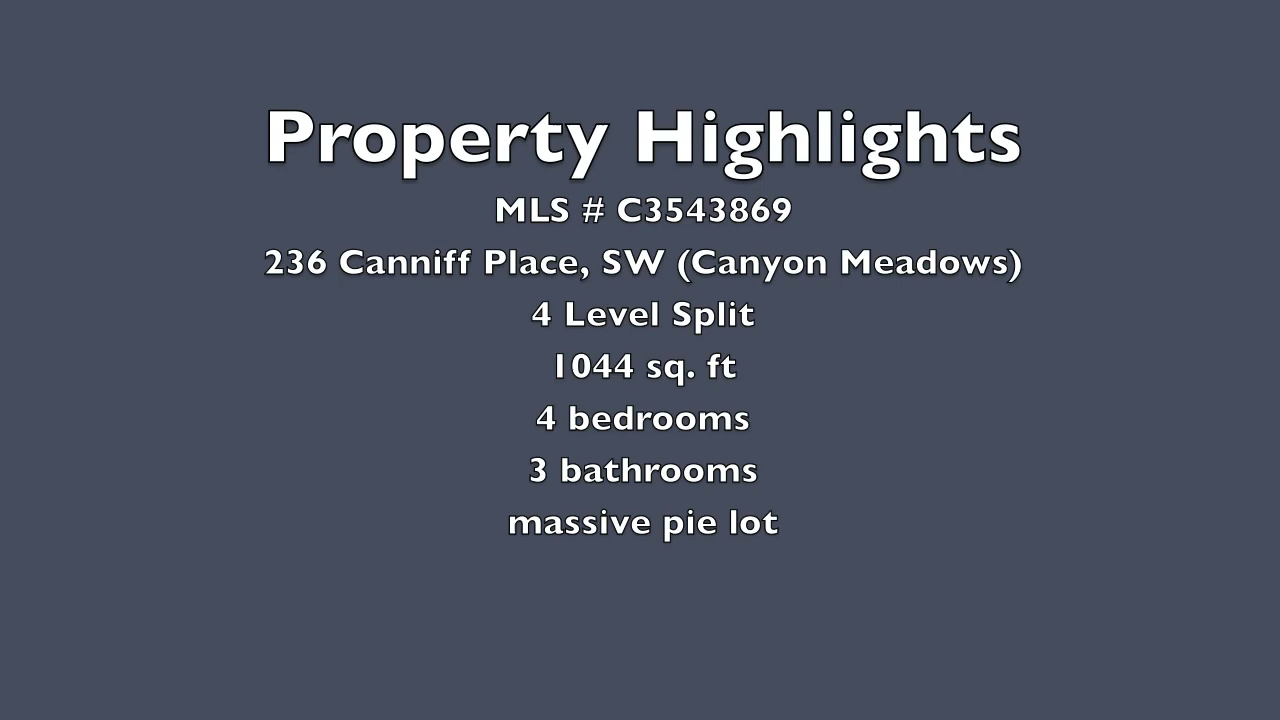 Property Highlights
MLS # C3543869
236 Canniff Place, SW (Canyon Meadows)
4 Level Split
1044 sq. ft
4 bedrooms
3 bathrooms
massive pie lot